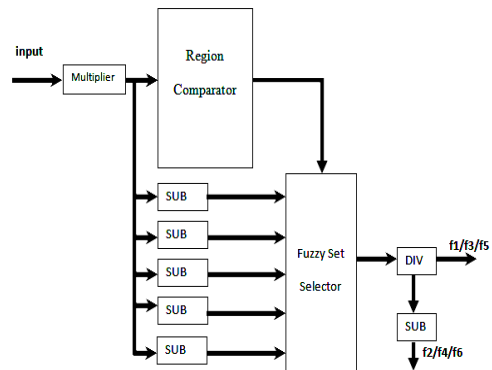 input
Multiplier
Region
Comparator
SUB
SUB
SUB
SUB
SUB
Fuzzy Set
Selector
DIV
f1/f3/f5
SUB
f2/f4/f6